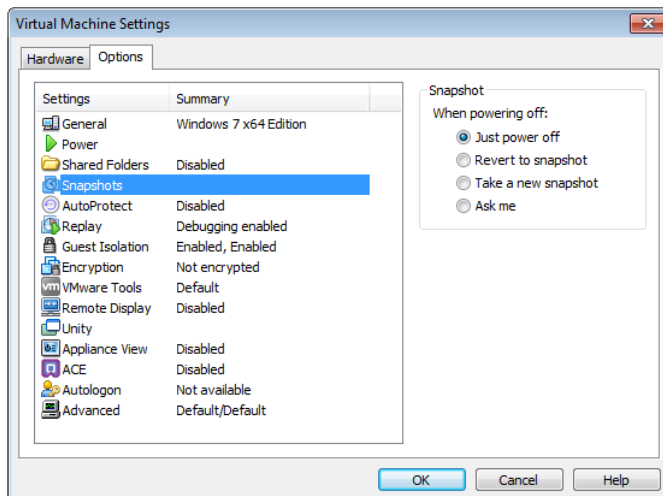 Virtual Machine Settings
Hardware Options
Settings Summary
General Windows 7 x64 Edition
Power
Shared Folders Disabled
Snapshots
AutoProtect Disabled
Replay Debugging enabled
Guest Isolation Enabled, Enabled
Encryption Not encrypted
vm VMware Tools Default
Remote Display Disabled
Unity
Appliance View Disabled
ACE Disabled
Autologon Not available
Advanced Default/Default
Snapshot
When powering off:
Just power off
Revert to snapshot
Take a new snapshot
Ask me
OK Cancel Help